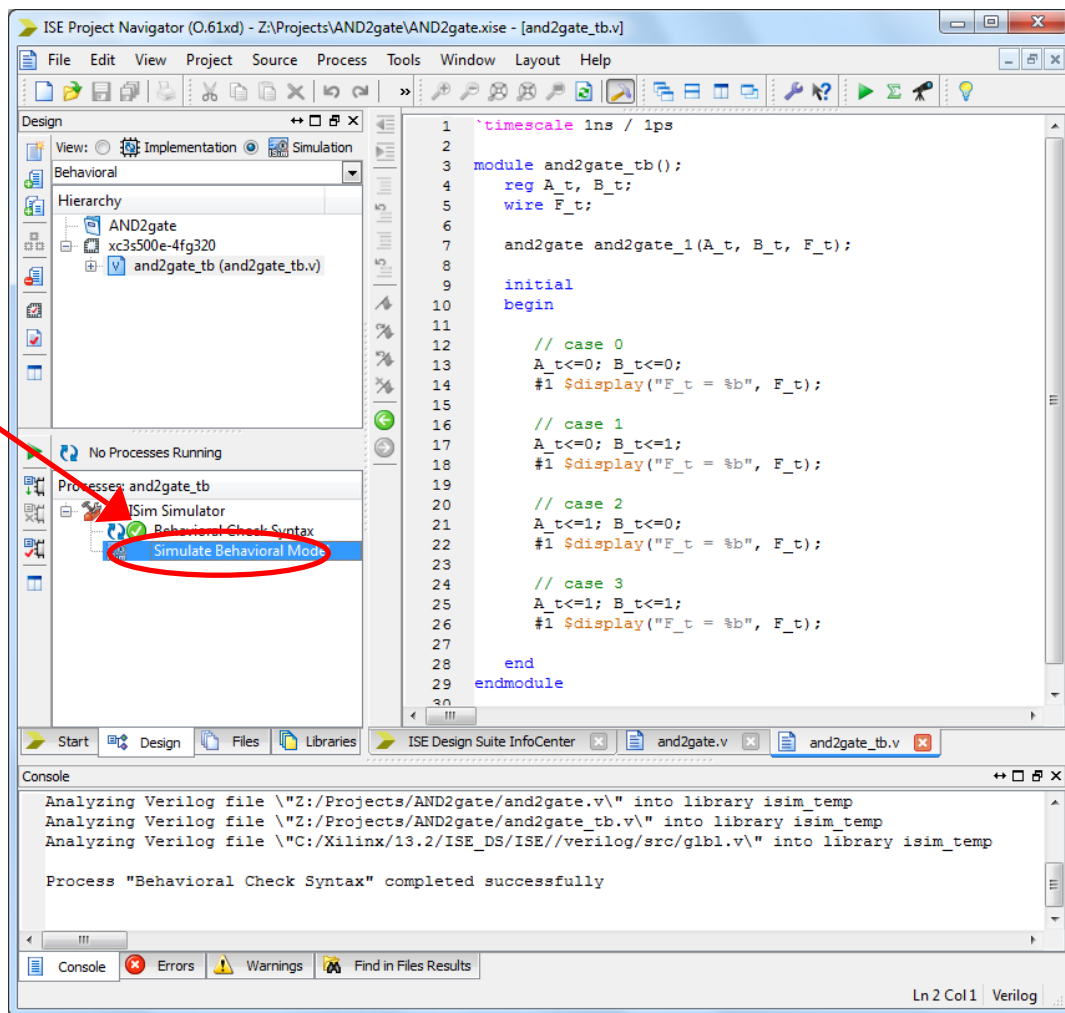 ISE Project Navigator (O.61xd) - Z:\Projects\AND2gate\AND2gate.xise - [and2gate_tb.v]
File Edit View Project Source Process Tools Window Layout Help
Design
View: Implementation Simulation
Behavioral
Hierarchy
AND2gate
xc3s500e-4fg320
and2gate_tb (and2gate_tb.v)
No Processes Running
Processes: and2gate_tb
ISim Simulator
Behavioral Check Syntax
Simulate Behavioral Model
1 `timescale 1ns / 1ps
2
3 module and2gate_tb();
4 reg A_t, B_t;
5 wire F_t;
6
7 and2gate and2gate_1(A_t, B_t, F_t);
8
9 initial
10 begin
11
12 // case 0
13 A_t<=0; B_t<=0;
14 #1 $display("F_t = %b", F_t);
15
16 // case 1
17 A_t<=0; B_t<=1;
18 #1 $display("F_t = %b", F_t);
19
20 // case 2
21 A_t<=1; B_t<=0;
22 #1 $display("F_t = %b", F_t);
23
24 // case 3
25 A_t<=1; B_t<=1;
26 #1 $display("F_t = %b", F_t);
27
28 end
29 endmodule
30
Start Design Files Libraries
ISE Design Suite InfoCenter and2gate.v and2gate_tb.v
Console
Analyzing Verilog file \"Z:/Projects/AND2gate/and2gate.v\" into library isim_temp
Analyzing Verilog file \"Z:/Projects/AND2gate/and2gate_tb.v\" into library isim_temp
Analyzing Verilog file \"C:/Xilinx/13.2/ISE_DS/ISE//verilog/src/glbl.v\" into library isim_temp
Process "Behavioral Check Syntax" completed successfully
Console Errors Warnings Find in Files Results
Ln 2 Col 1 Verilog